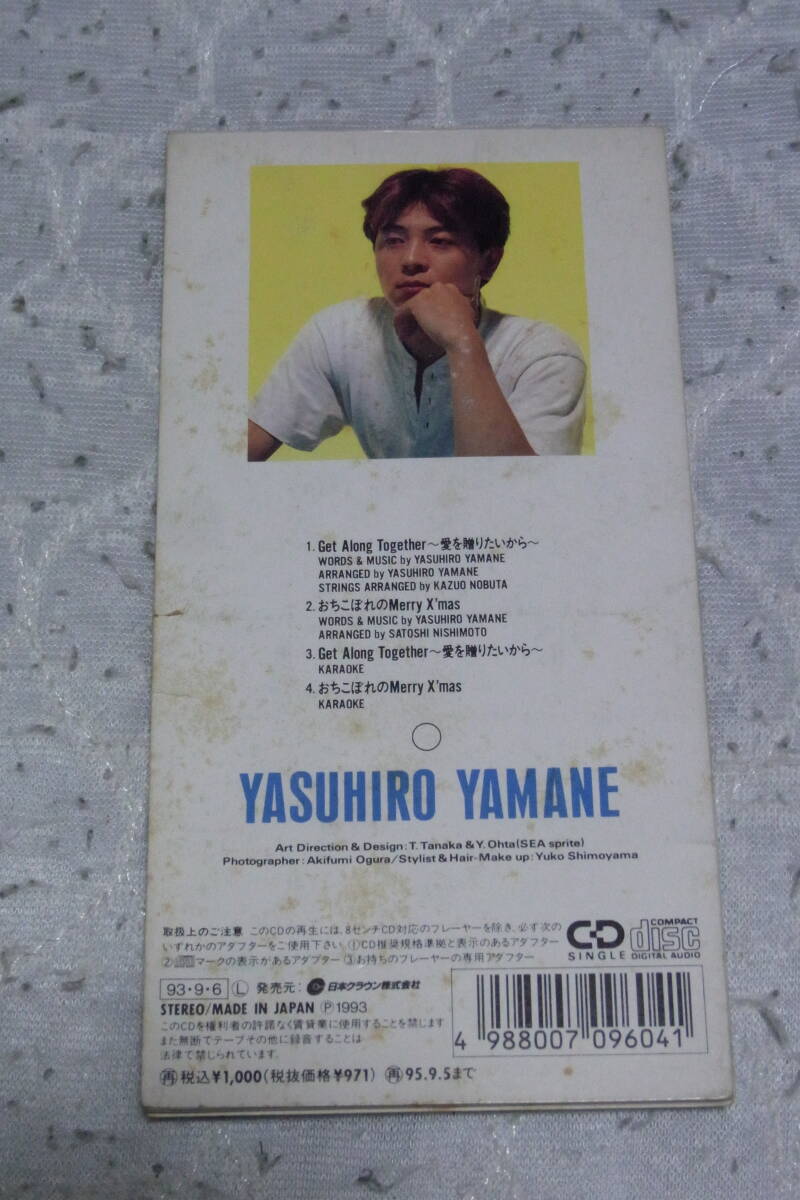 1. Get Along Together〜愛を贈りたいから〜
WORDS & MUSIC by YASUHIRO YAMANE
ARRANGED by YASUHIRO YAMANE
STRINGS ARRANGED by KAZUO NOBUTA
2. おちこぼれのMerry X'mas
WORDS & MUSIC by YASUHIRO YAMANE
ARRANGED by SATOSHI NISHIMOTO
3. Get Along Together〜愛を贈りたいから〜
KARAOKE
4. おちこぼれのMerry X'mas
KARAOKE
YASUHIRO YAMANE
Art Direction & Design: T. Tanaka & Y. Ohta(SEA sprite)
Photographer: Akifumi Ogura/Stylist & Hair-Make up: Yuko Shimoyama
取扱上のご注意 このCDの再生には、8センチCD対応のプレーヤーを除き、必ず次の
いずれかのアダプターをご使用下さい。①CD推奨規格準拠と表示のあるアダプター
②マークの表示があるアダプター ③お持ちのプレーヤーの専用アダプター
CD SINGLE
COMPACT disc DIGITAL AUDIO
93・9・6 Ⓛ 発売元: 日本クラウン株式会社
STEREO/MADE IN JAPAN Ⓟ1993
このCDを権利者の許諾なく賃貸業に使用することを禁じます
また無断でテープその他に録音することは
法律で禁じられています。
㊢税込¥1,000(税抜価格¥971) ㊢95.9.5まで
4 988007 096041